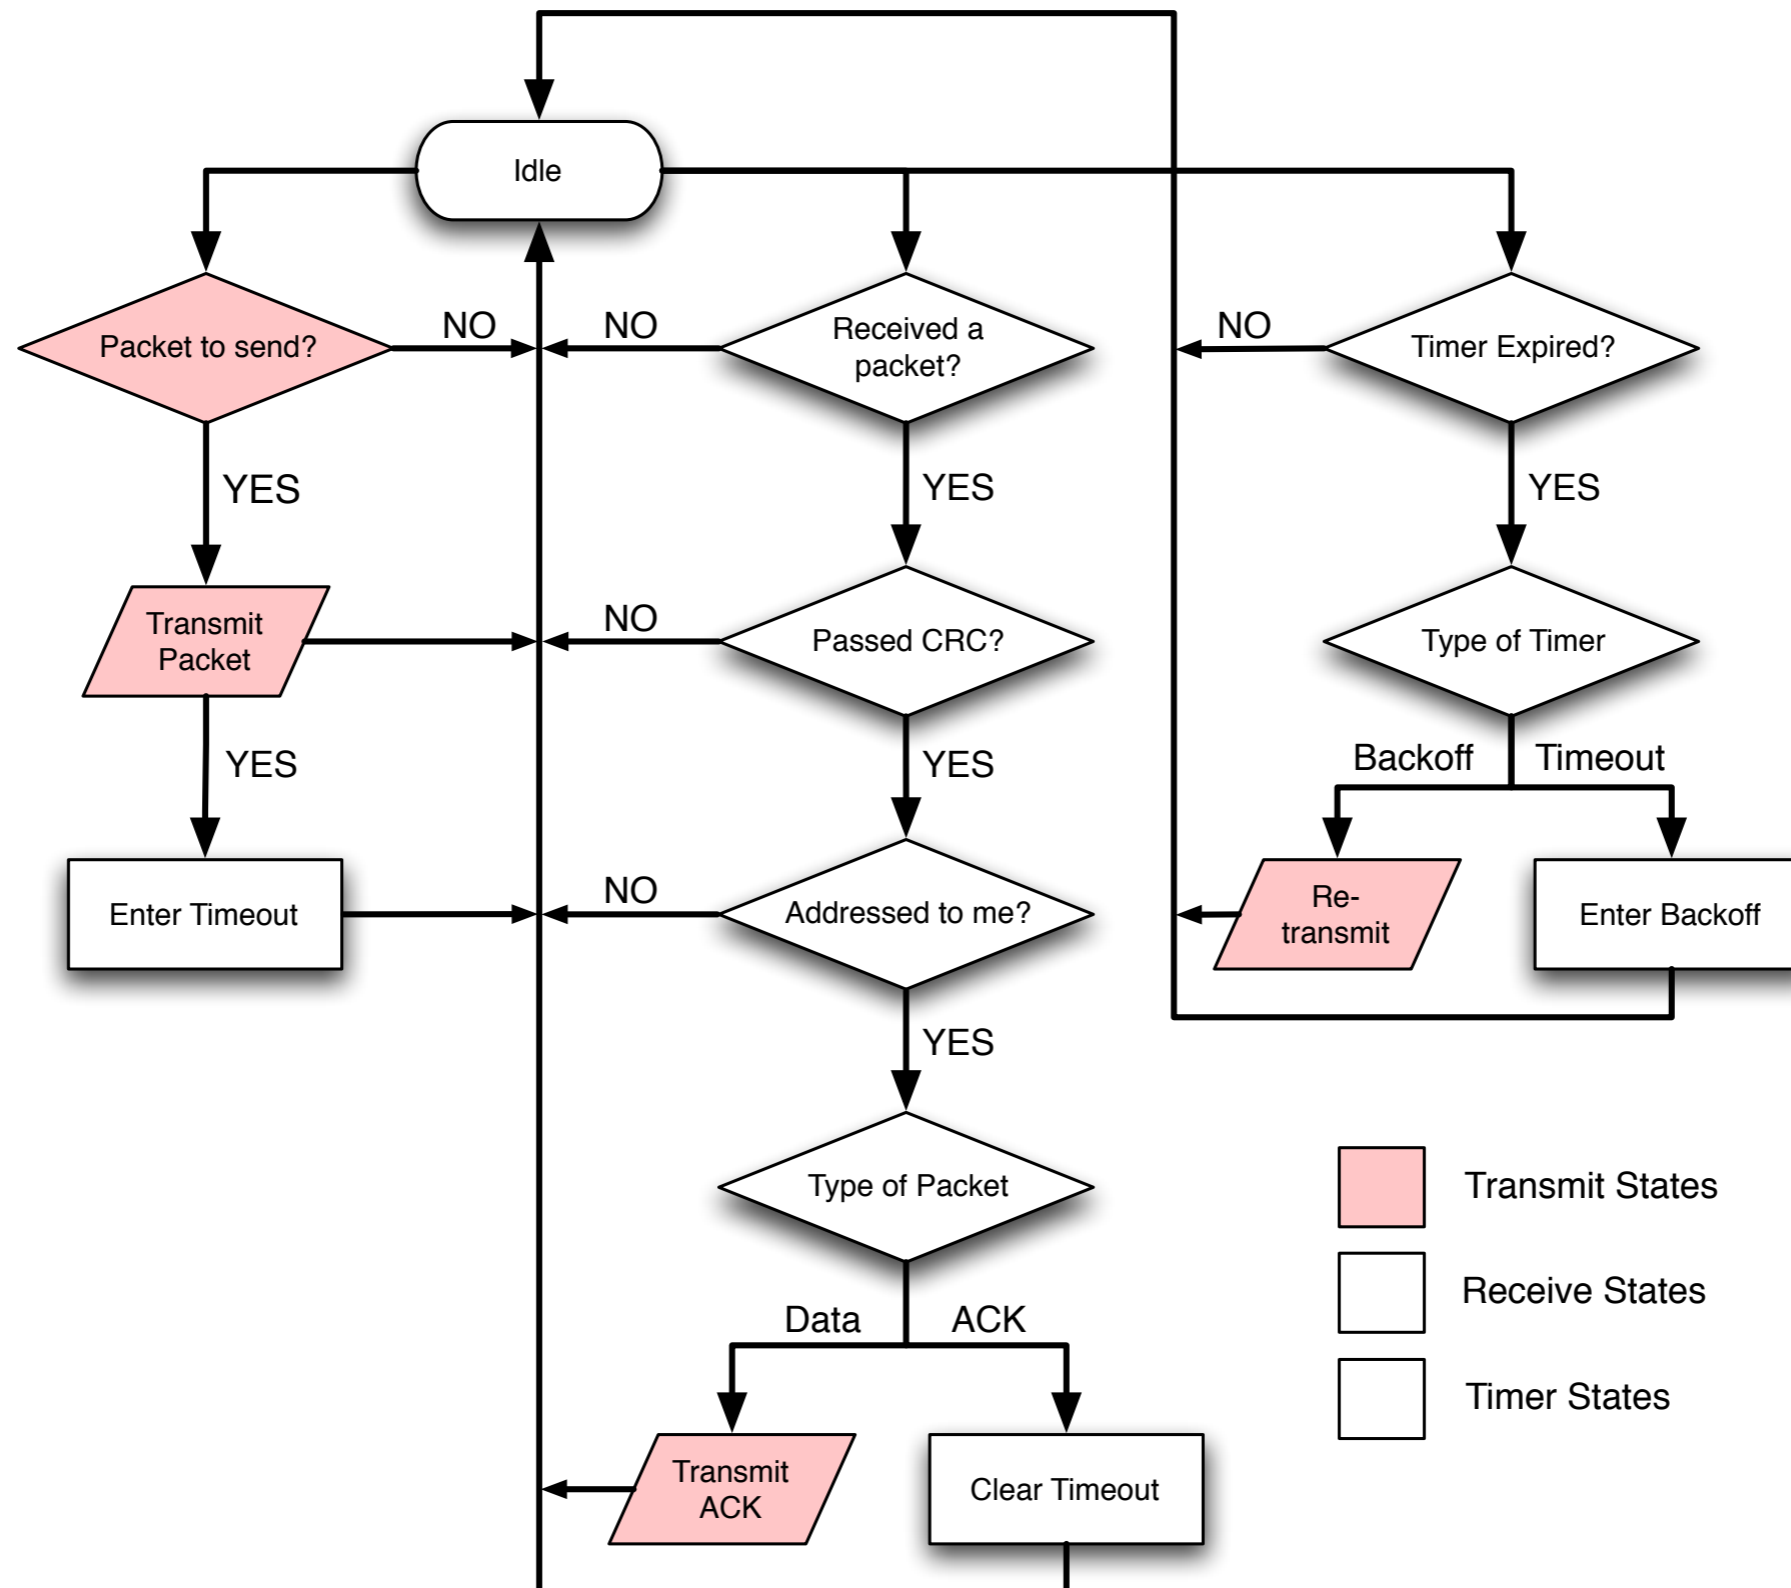 Idle
Packet to send?
NO
NO
Received a
packet?
NO
Timer Expired?
YES
YES
YES
Transmit
Packet
NO
Passed CRC?
Type of Timer
YES
YES
Backoff
Timeout
Enter Timeout
NO
Addressed to me?
Re-
transmit
Enter Backoff
YES
Type of Packet
Transmit States
Receive States
Timer States
Data
ACK
Transmit
ACK
Clear Timeout